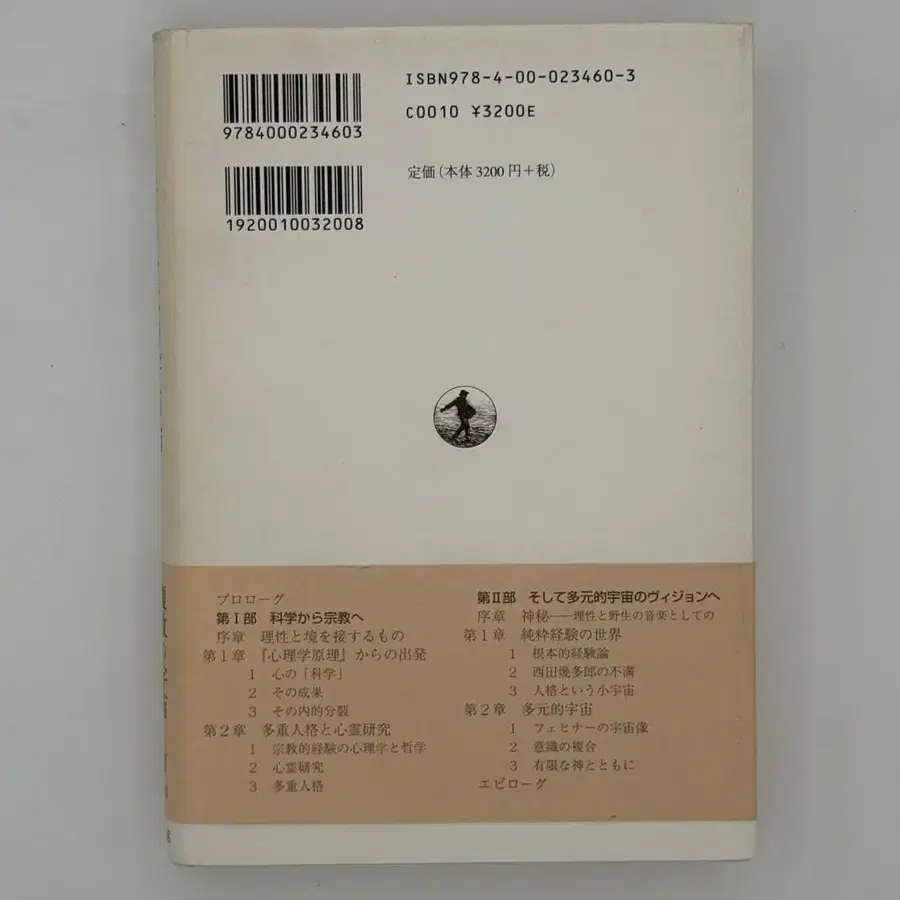 ISBN978-4-00-023460-3
C0010 ¥3200E
9784000234603
定価(本体3200円+税)
1920010032008
プロローグ
第Ⅰ部 科学から宗教へ
序章 理性と境を接するもの
第1章 『心理学原理』からの出発
1 心の「科学」
2 その成果
3 その内的分裂
第2章 多重人格と心霊研究
1 宗教的経験の心理学と哲学
2 心霊研究
3 多重人格
第Ⅱ部 そして多元的宇宙のヴィジョンへ
序章 神秘――理性と野生の音楽としての
第1章 純粋経験の世界
1 根本的経験論
2 西田幾多郎の不満
3 人格という小宇宙
第2章 多元的宇宙
1 フェヒナーの宇宙像
2 意識の複合
3 有限な神とともに
エピローグ